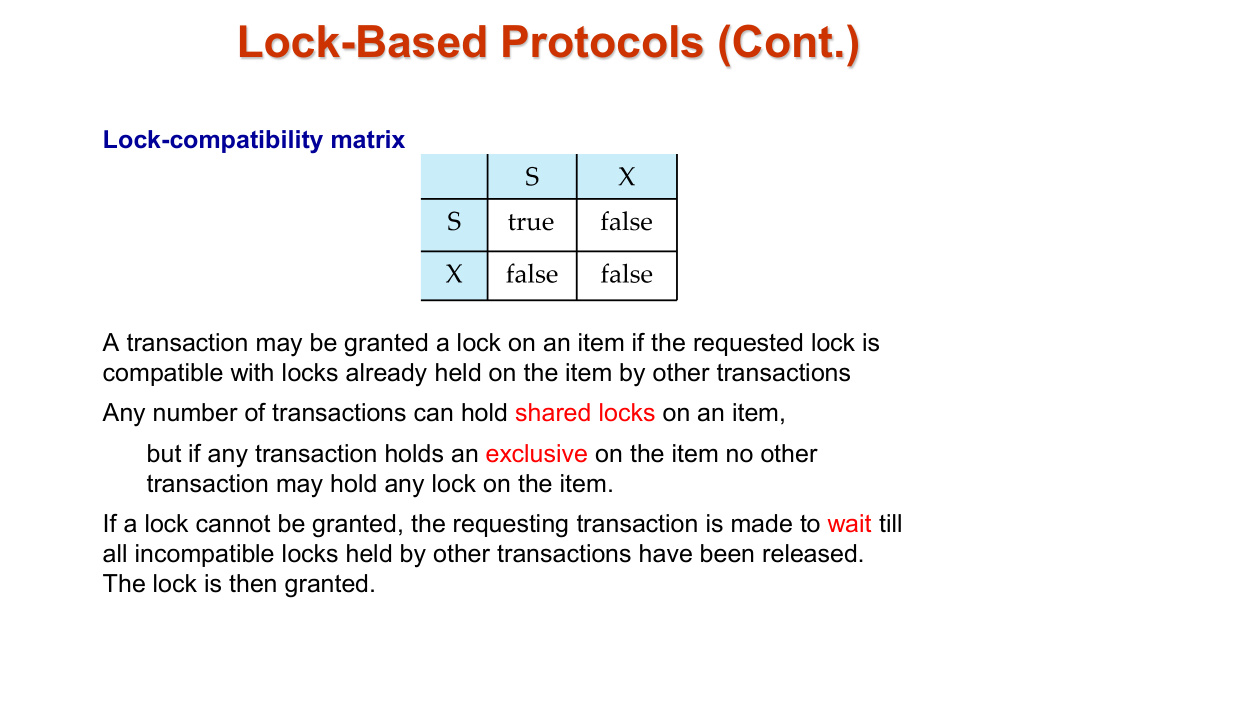 Lock-Based Protocols (Cont.)
Lock-compatibility matrix
S X
S true false
X false false
A transaction may be granted a lock on an item if the requested lock is
compatible with locks already held on the item by other transactions
Any number of transactions can hold shared locks on an item,
but if any transaction holds an exclusive on the item no other
transaction may hold any lock on the item.
If a lock cannot be granted, the requesting transaction is made to wait till
all incompatible locks held by other transactions have been released.
The lock is then granted.